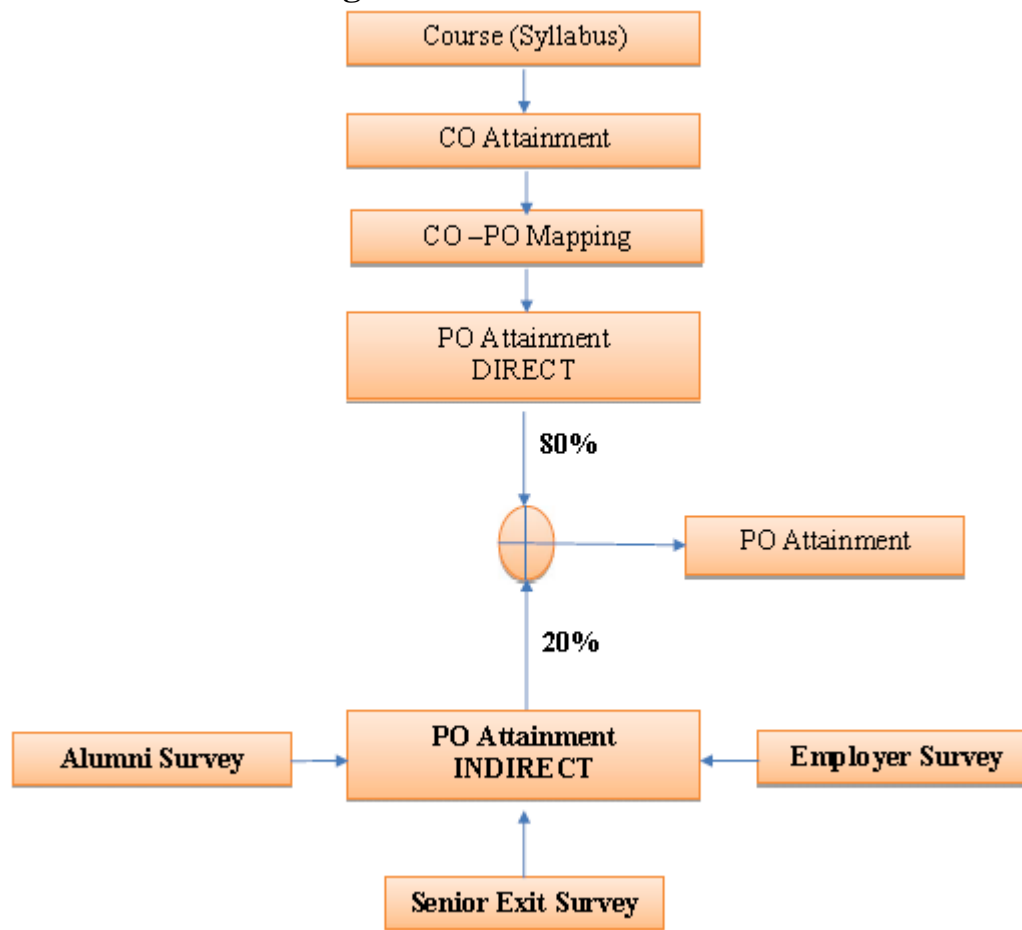 Course (Syllabus)
CO Attainment
CO –PO Mapping
PO Attainment
DIRECT
80%
PO Attainment
20%
PO Attainment
INDIRECT
Alumni Survey
Employer Survey
Senior Exit Survey